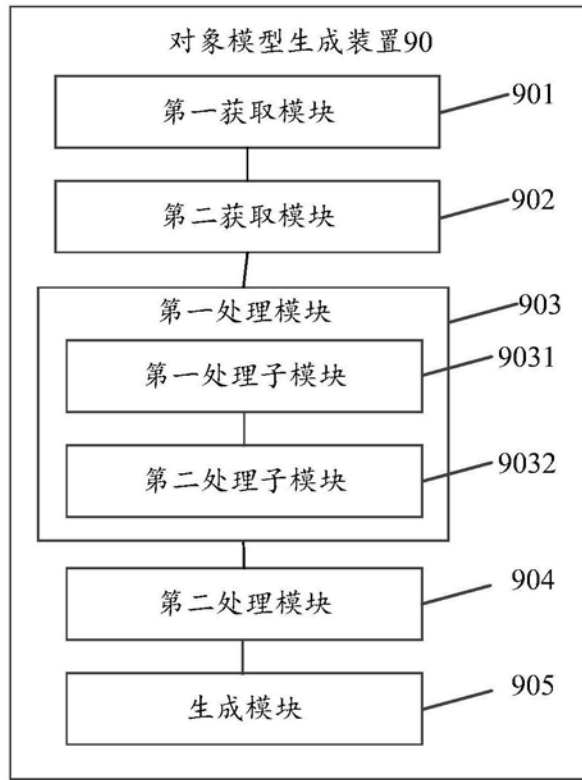 对象模型生成装置90
第一获取模块
901
第二获取模块
902
第一处理模块
903
第一处理子模块
9031
第二处理子模块
9032
第二处理模块
904
生成模块
905